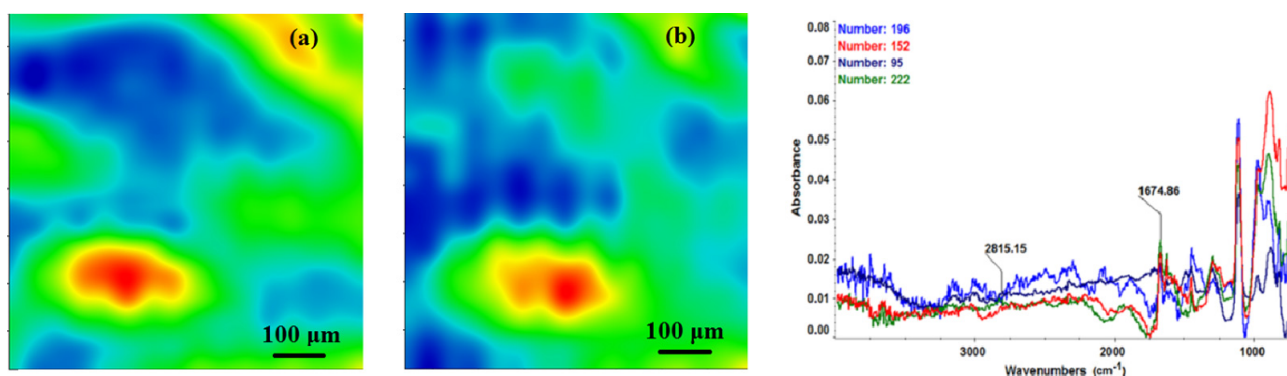 (a)
100 µm
(b)
100 µm
Number: 196
Number: 152
Number: 95
Number: 222
0.08
0.07
0.06
0.05
0.04
0.03
0.02
0.01
0.00
Absorbance
2815.15
1674.86
3000
2000
1000
Wavenumbers (cm-1)